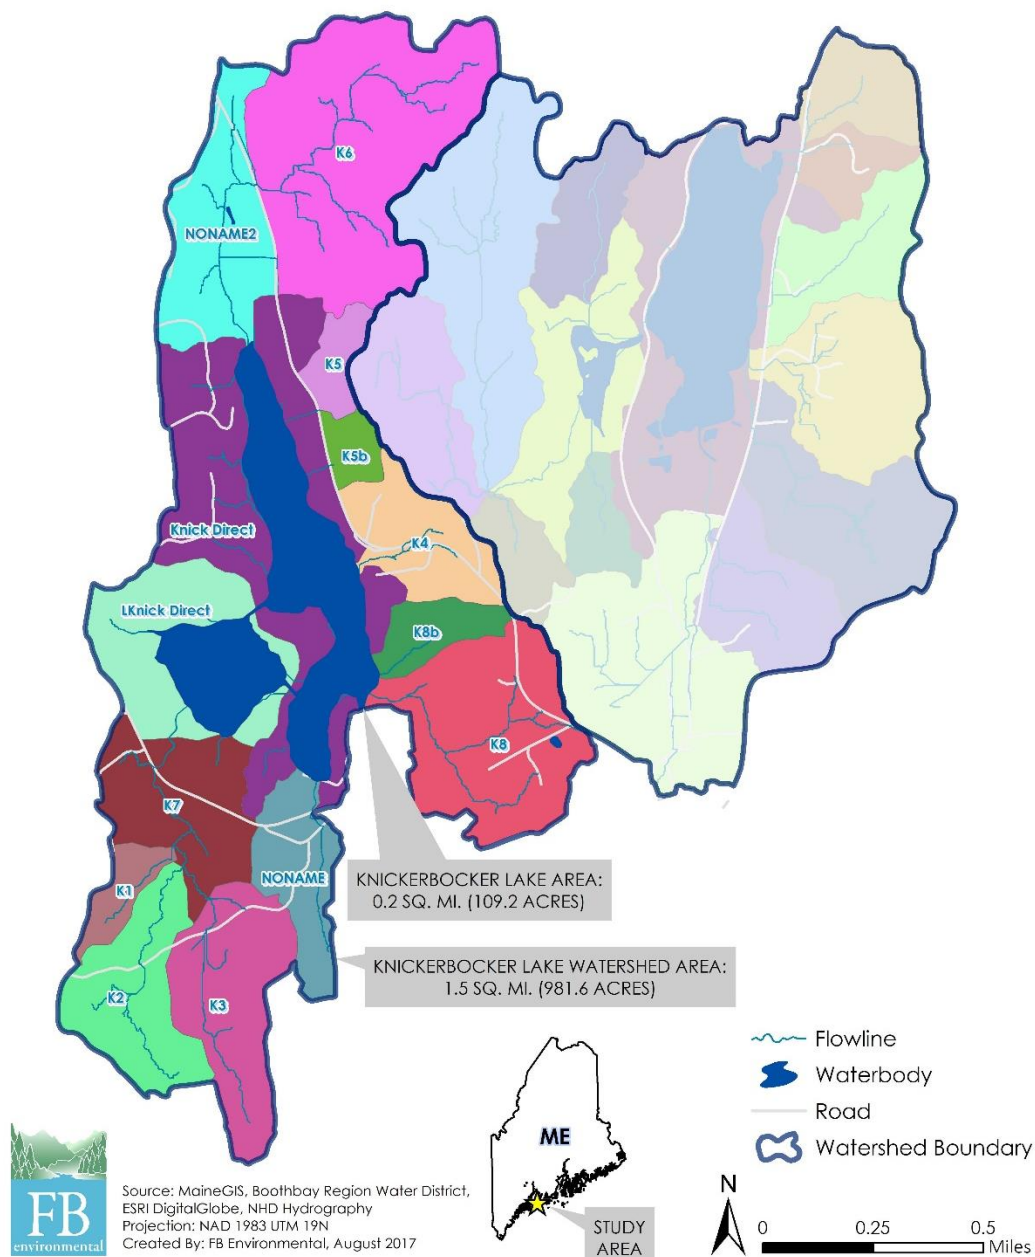 K6
NONAME2
K5
K5b
Knick Direct
K4
LKnick Direct
K8b
K8
K7
NONAME
K1
K2
K3
KNICKERBOCKER LAKE AREA:
0.2 SQ. MI. (109.2 ACRES)
KNICKERBOCKER LAKE WATERSHED AREA:
1.5 SQ. MI. (981.6 ACRES)
Flowline
Waterbody
Road
Watershed Boundary
ME
STUDY
AREA
N
0 0.25 0.5
Miles
FB
environmental
Source: MaineGIS, Boothbay Region Water District,
ESRI DigitalGlobe, NHD Hydrography
Projection: NAD 1983 UTM 19N
Created By: FB Environmental, August 2017